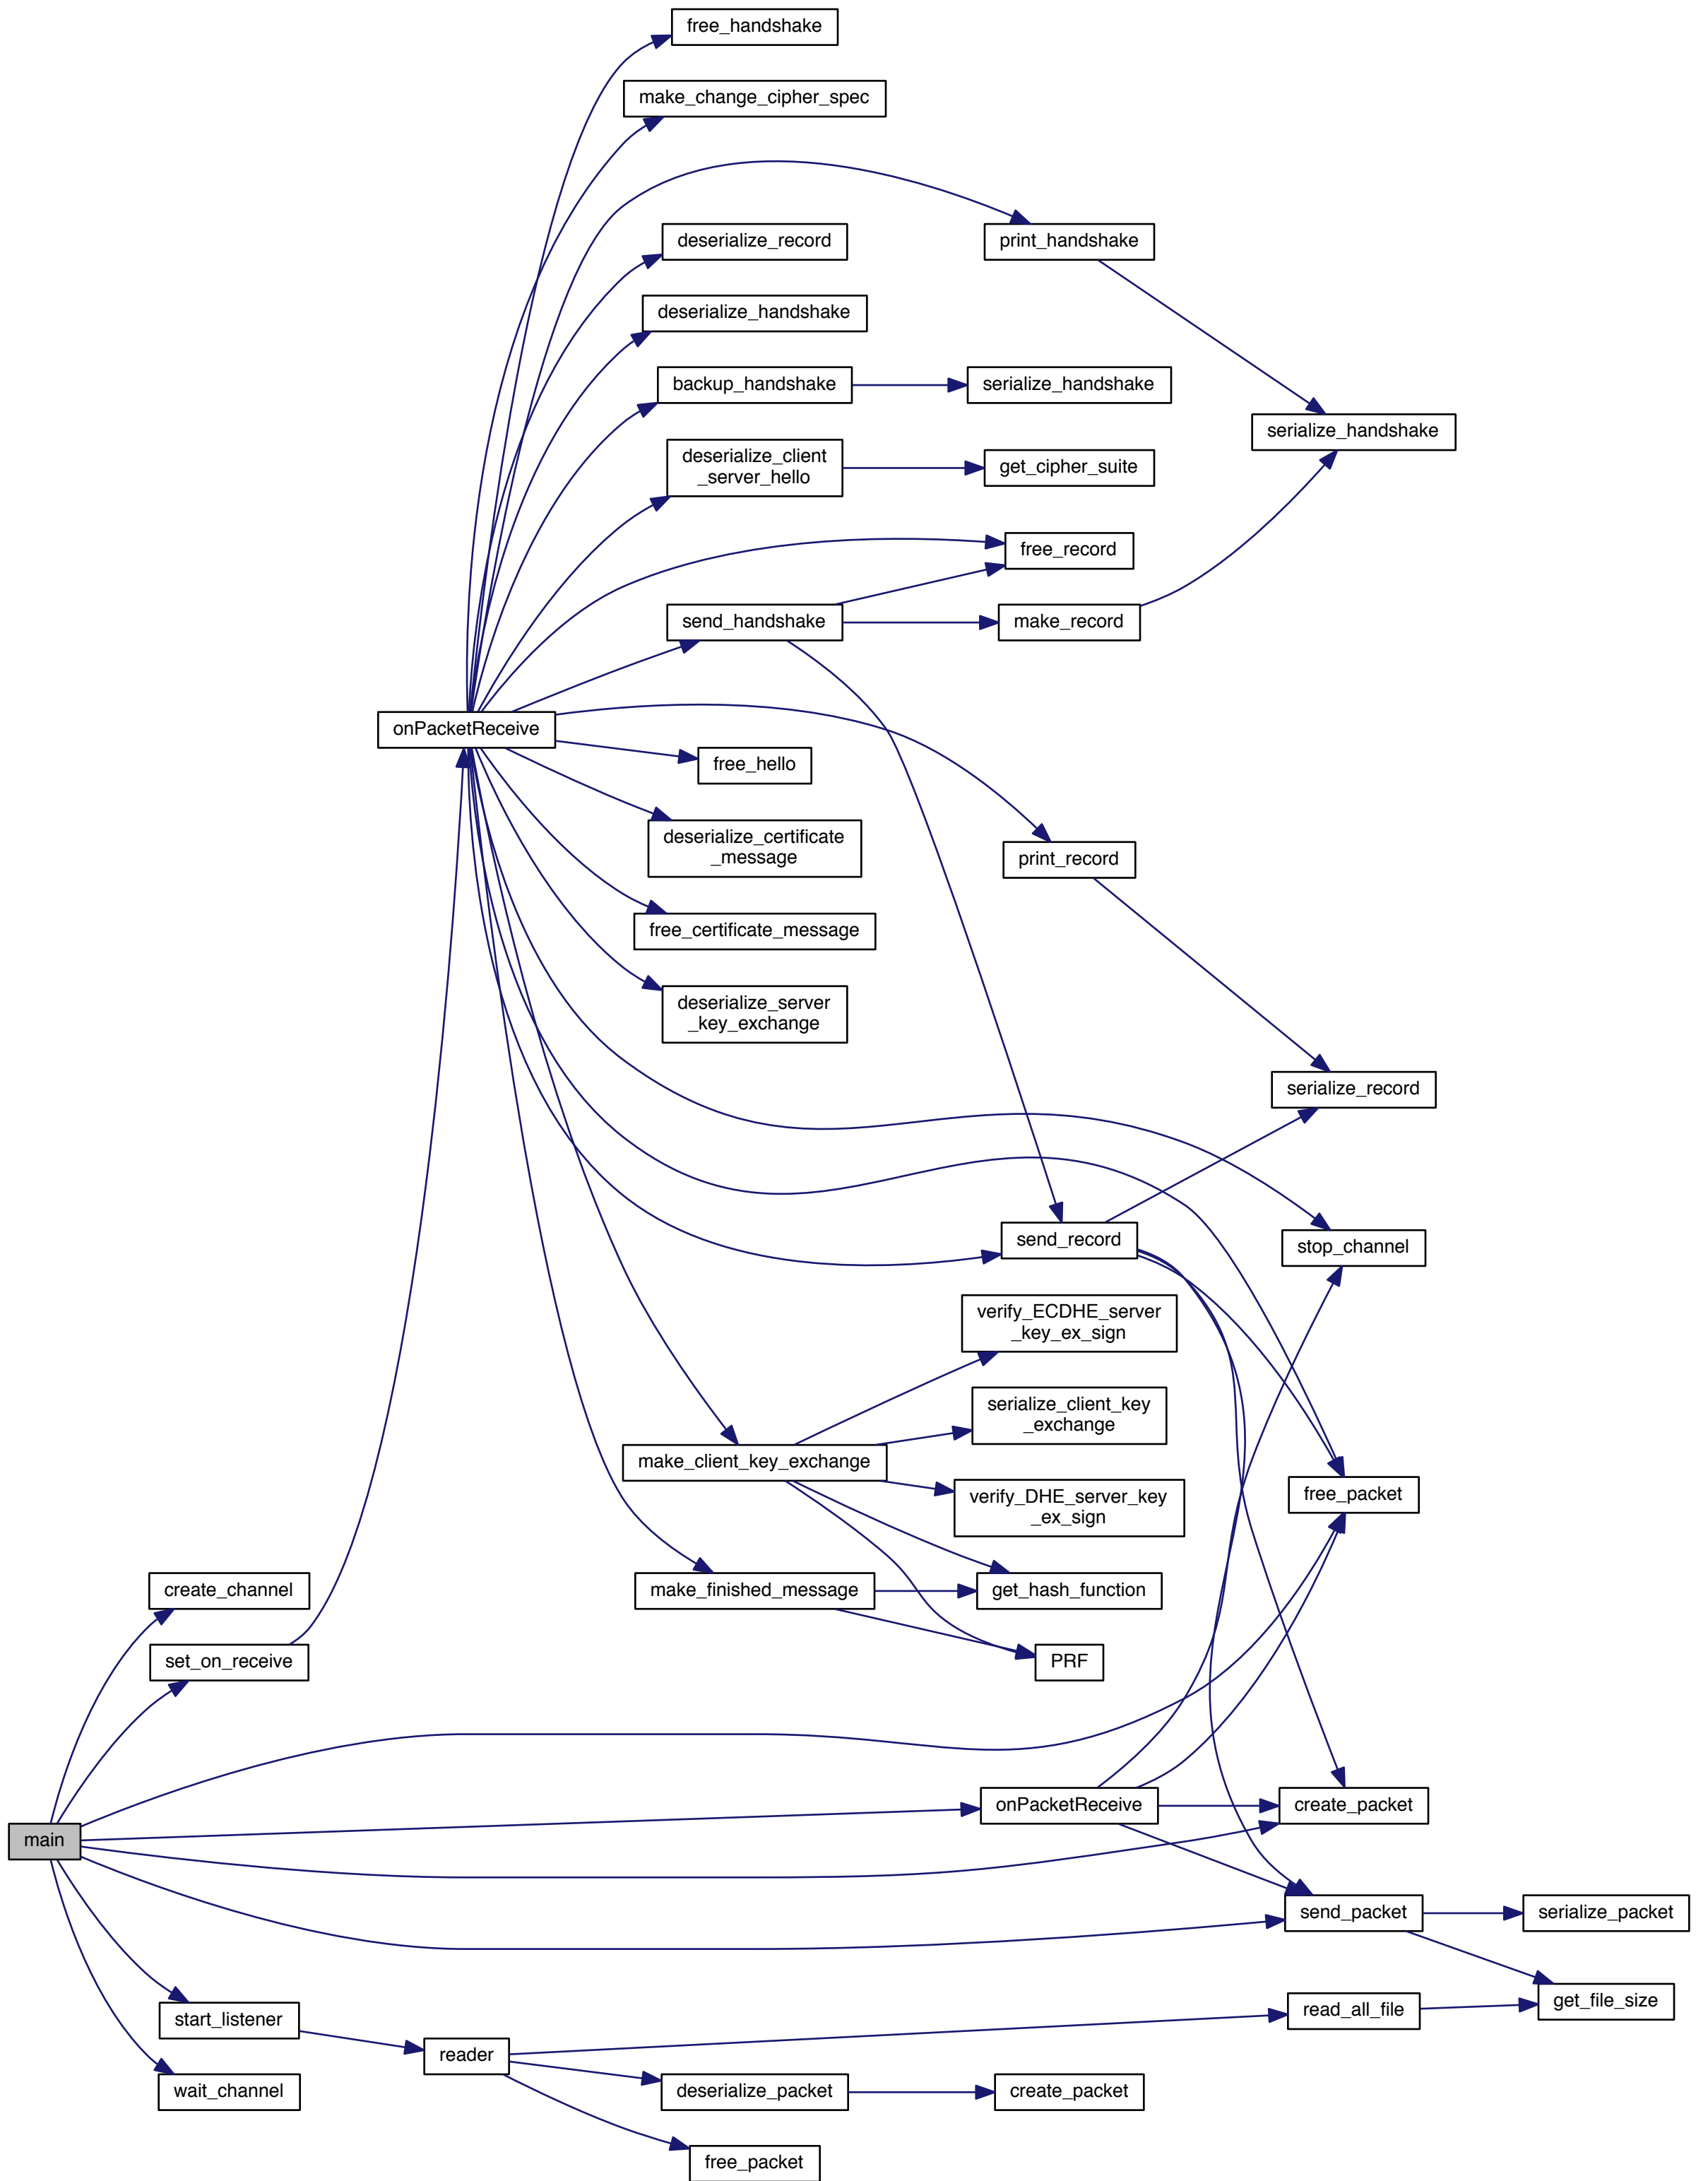 free_handshake
make_change_cipher_spec
deserialize_record
print_handshake
deserialize_handshake
backup_handshake
serialize_handshake
serialize_handshake
deserialize_client
_server_hello
get_cipher_suite
free_record
send_handshake
make_record
onPacketReceive
free_hello
deserialize_certificate
_message
print_record
free_certificate_message
deserialize_server
_key_exchange
serialize_record
send_record
stop_channel
verify_ECDHE_server
_key_ex_sign
serialize_client_key
_exchange
make_client_key_exchange
verify_DHE_server_key
_ex_sign
free_packet
create_channel
make_finished_message
get_hash_function
set_on_receive
PRF
onPacketReceive
create_packet
main
send_packet
serialize_packet
start_listener
read_all_file
get_file_size
reader
wait_channel
deserialize_packet
create_packet
free_packet